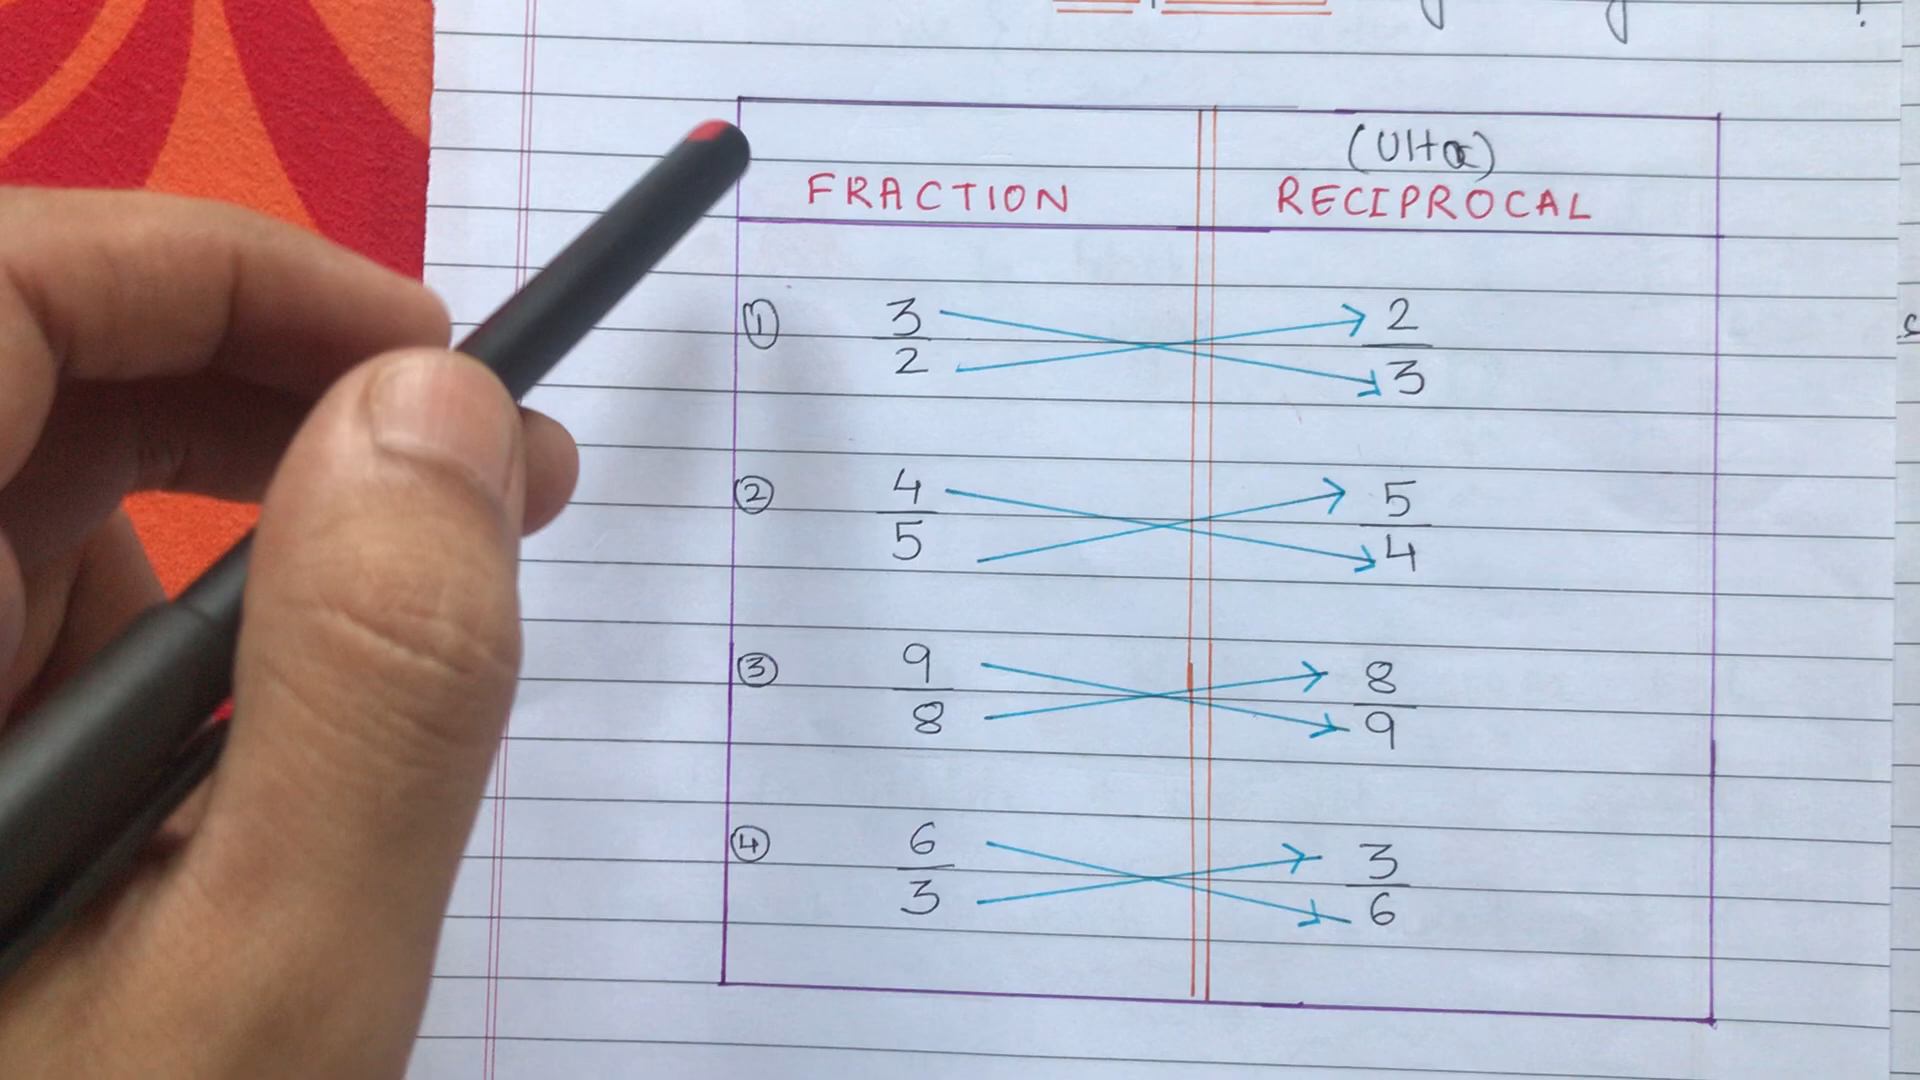 (Ulta)
FRACTION RECIPROCAL
① 3/2 2/3
② 4/5 5/4
③ 9/8 8/9
④ 6/3 3/6